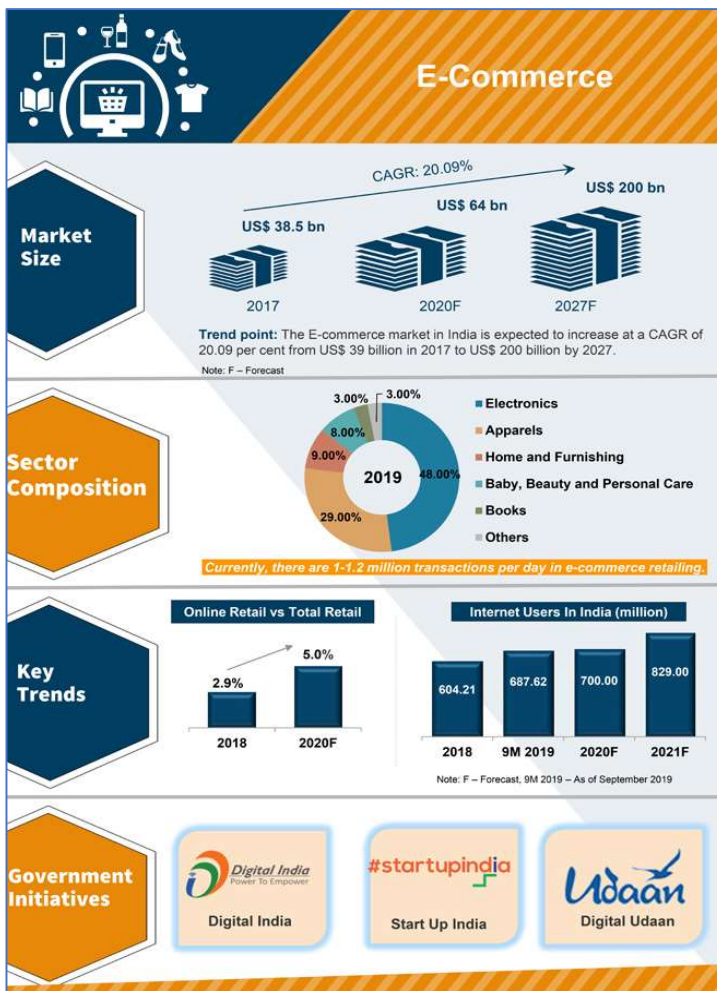 E-Commerce
Market
Size
CAGR: 20.09%
US$ 38.5 bn
US$ 64 bn
US$ 200 bn
2017
2020F
2027F
Trend point: The E-commerce market in India is expected to increase at a CAGR of
20.09 per cent from US$ 39 billion in 2017 to US$ 200 billion by 2027.
Note: F – Forecast
Sector
Composition
3.00%
3.00%
8.00%
9.00%
29.00%
48.00%
2019
Electronics
Apparels
Home and Furnishing
Baby, Beauty and Personal Care
Books
Others
Currently, there are 1-1.2 million transactions per day in e-commerce retailing.
Key
Trends
Online Retail vs Total Retail
2.9%
5.0%
2018
2020F
Internet Users In India (million)
604.21
687.62
700.00
829.00
2018
9M 2019
2020F
2021F
Note: F – Forecast, 9M 2019 – As of September 2019
Government
Initiatives
Digital India
Power To Empower
Digital India
#startupindia
Start Up India
Udaan
Digital Udaan